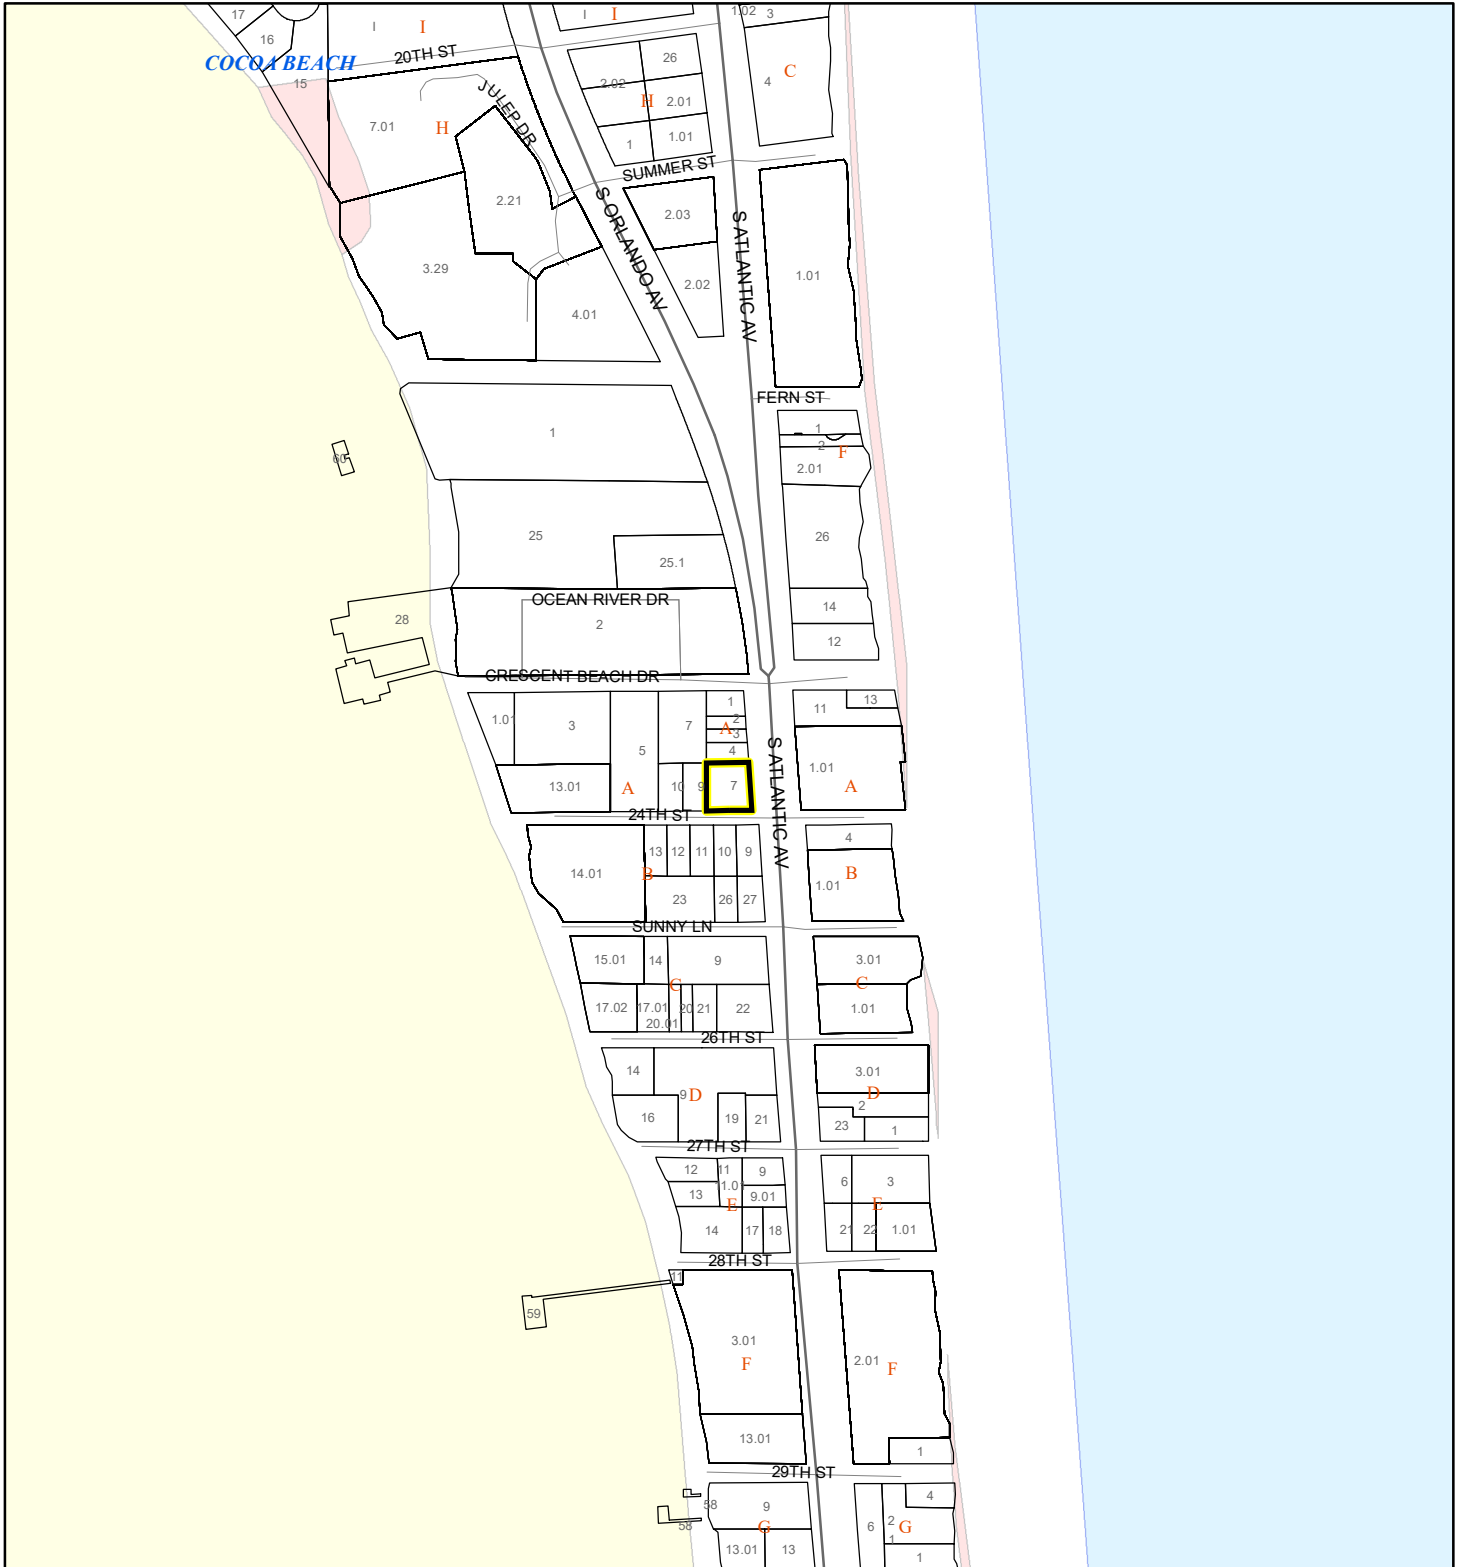 17
I
I
I
I
1.02
3
16
COCOA BEACH
20TH ST
26
4
C
15
2.02
JULEP DR
H
2.01
7.01
H
1
1.01
SUMMER ST
2.21
S ORLANDO AV
2.03
S ATLANTIC AV
3.29
2.02
1.01
4.01
FERN ST
1
1
2
F
60
2.01
25
26
25.1
OCEAN RIVER DR
14
28
2
12
CRESCENT BEACH DR
1.01
3
7
1
2
A
3
11
13
5
4
S ATLANTIC AV
1.01
13.01
A
10
9
7
A
24TH ST
4
14.01
13
12
11
10
9
B
B
1.01
23
26
27
SUNNY LN
15.01
14
9
3.01
C
C
17.02
17.01
20
21
22
1.01
20.01
26TH ST
14
3.01
9
D
D
2
16
19
21
23
1
27TH ST
12
11
9
11.01
6
3
13
9.01
E
E
14
17
18
21
22
1.01
28TH ST
11
59
3.01
F
2.01
F
13.01
1
29TH ST
58
9
4
58
G
6
2
G
1
13.01
13
1